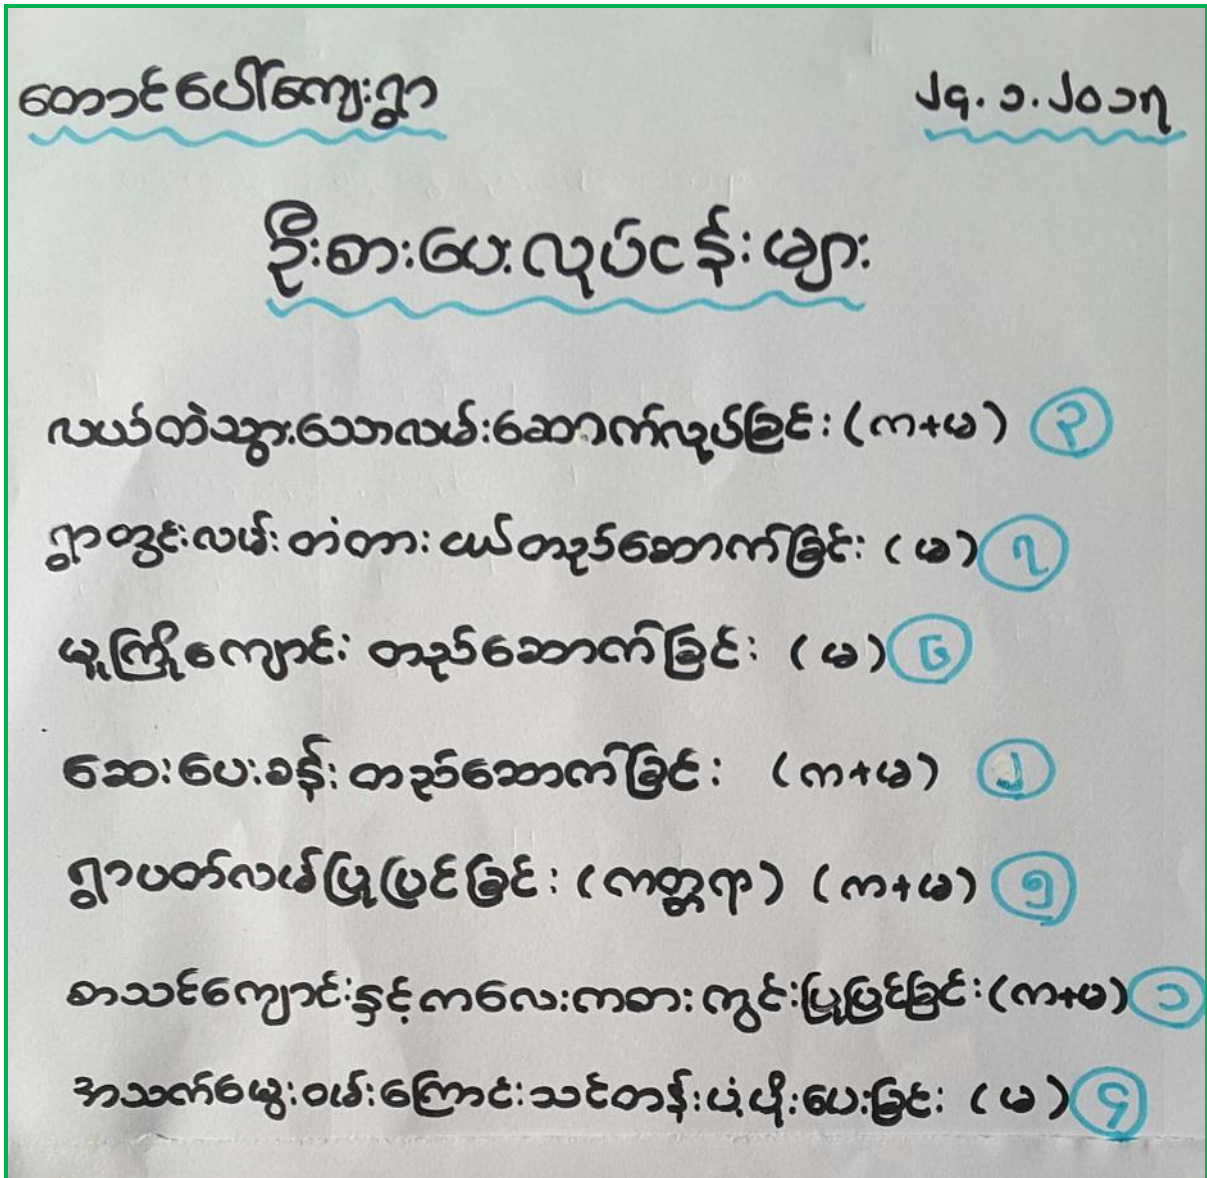 တောင်ပေါ်ကျေးရွာ ၂၄.၁.၂၀၁၇
ဦးစားပေးလုပ်ငန်းများ
လယ်ထဲသွားသောလမ်းဆောက်လုပ်ခြင်း (က+မ) ၃
ရွာတွင်းလမ်း တံတား ငယ်တည်ဆောက်ခြင်း (မ) ၇
မူကြိုကျောင်း တည်ဆောက်ခြင်း (မ) ၆
ဆေးပေးခန်း တည်ဆောက်ခြင်း (က+မ) ၂
ရွာပတ်လမ်ပြုပြင်ခြင်း (ကတ္တရာ) (က+မ) ၅
စာသင်ကျောင်းနှင့်ကလေးကစားကွင်းပြုပြင်ခြင်း (က+မ) ၁
အသက်မွေးဝမ်းကြောင်းသင်တန်းပံ့ပိုးပေးခြင်း (မ) ၄